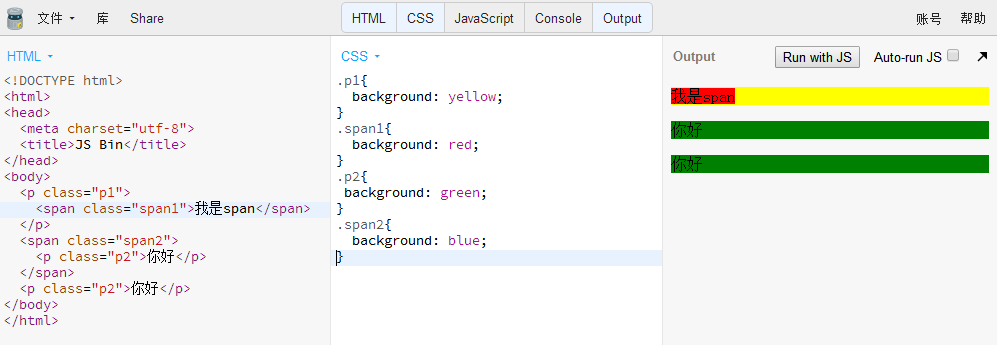 文件 库 Share HTML CSS JavaScript Console Output 账号 帮助
HTML
<!DOCTYPE html>
<html>
<head>
  <meta charset="utf-8">
  <title>JS Bin</title>
</head>
<body>
  <p class="p1">
    <span class="span1">我是span</span>
  </p>
  <span class="span2">
    <p class="p2">你好</p>
  </span>
  <p class="p2">你好</p>
</body>
</html>
CSS
.p1{
  background: yellow;
}
.span1{
  background: red;
}
.p2{
 background: green;
}
.span2{
  background: blue;
}
Output Run with JS Auto-run JS
我是span
你好
你好